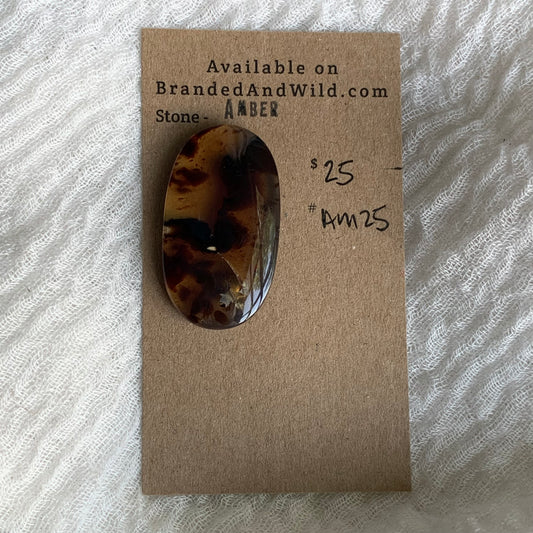 Available on
BrandedAndWild.com
Stone - AMBER
$ 25
# AM25